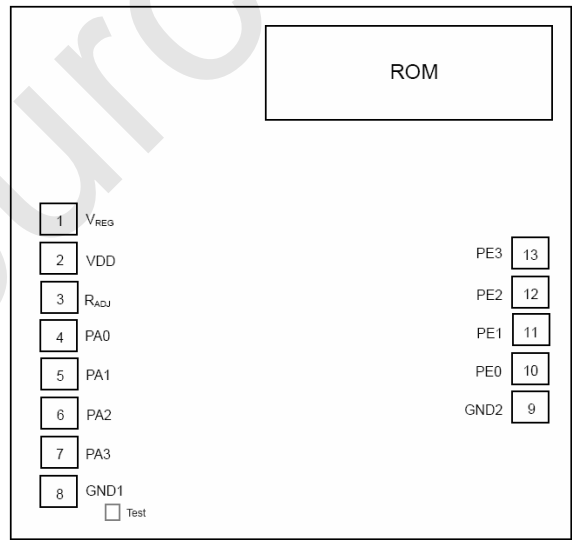 ROM
1 VREG
2 VDD
3 RADJ
4 PA0
5 PA1
6 PA2
7 PA3
8 GND1
Test
PE3 13
PE2 12
PE1 11
PE0 10
GND2 9